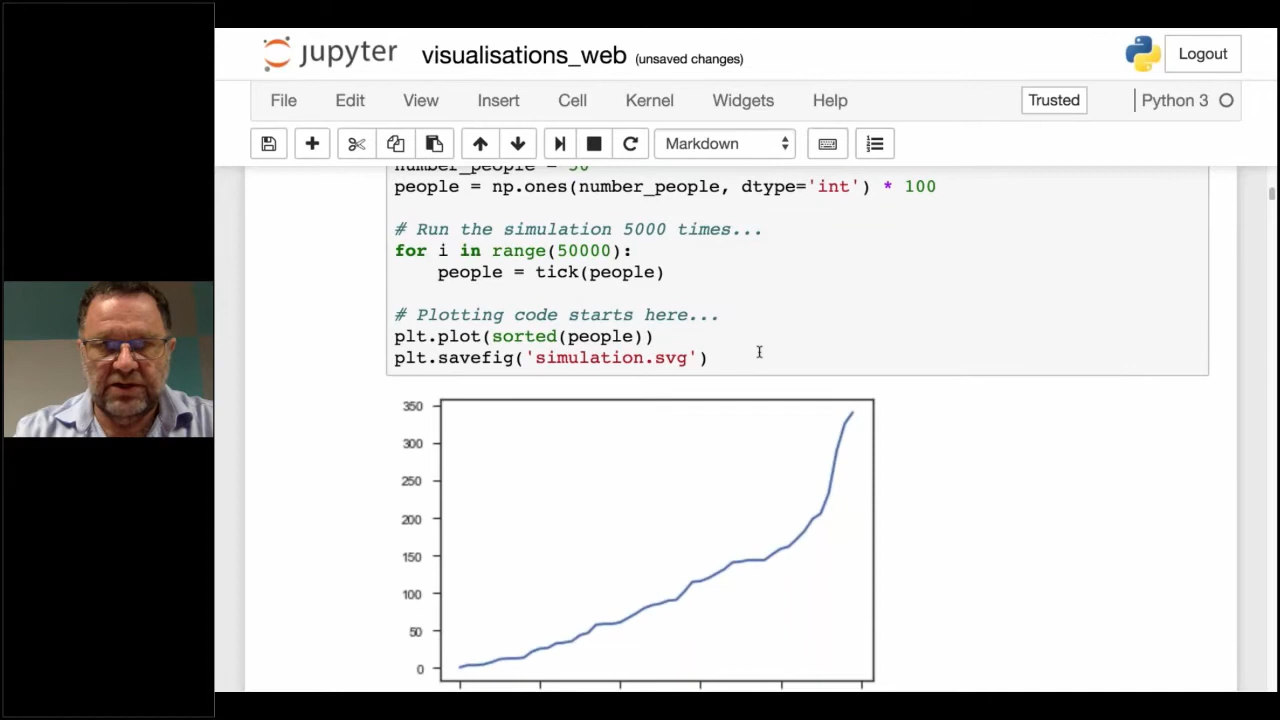 jupyter visualisations_web (unsaved changes) Logout
File Edit View Insert Cell Kernel Widgets Help Trusted Python 3
Markdown
number_people = 50
people = np.ones(number_people, dtype='int') * 100
# Run the simulation 5000 times...
for i in range(50000):
people = tick(people)
# Plotting code starts here...
plt.plot(sorted(people))
plt.savefig('simulation.svg')
350
300
250
200
150
100
50
0